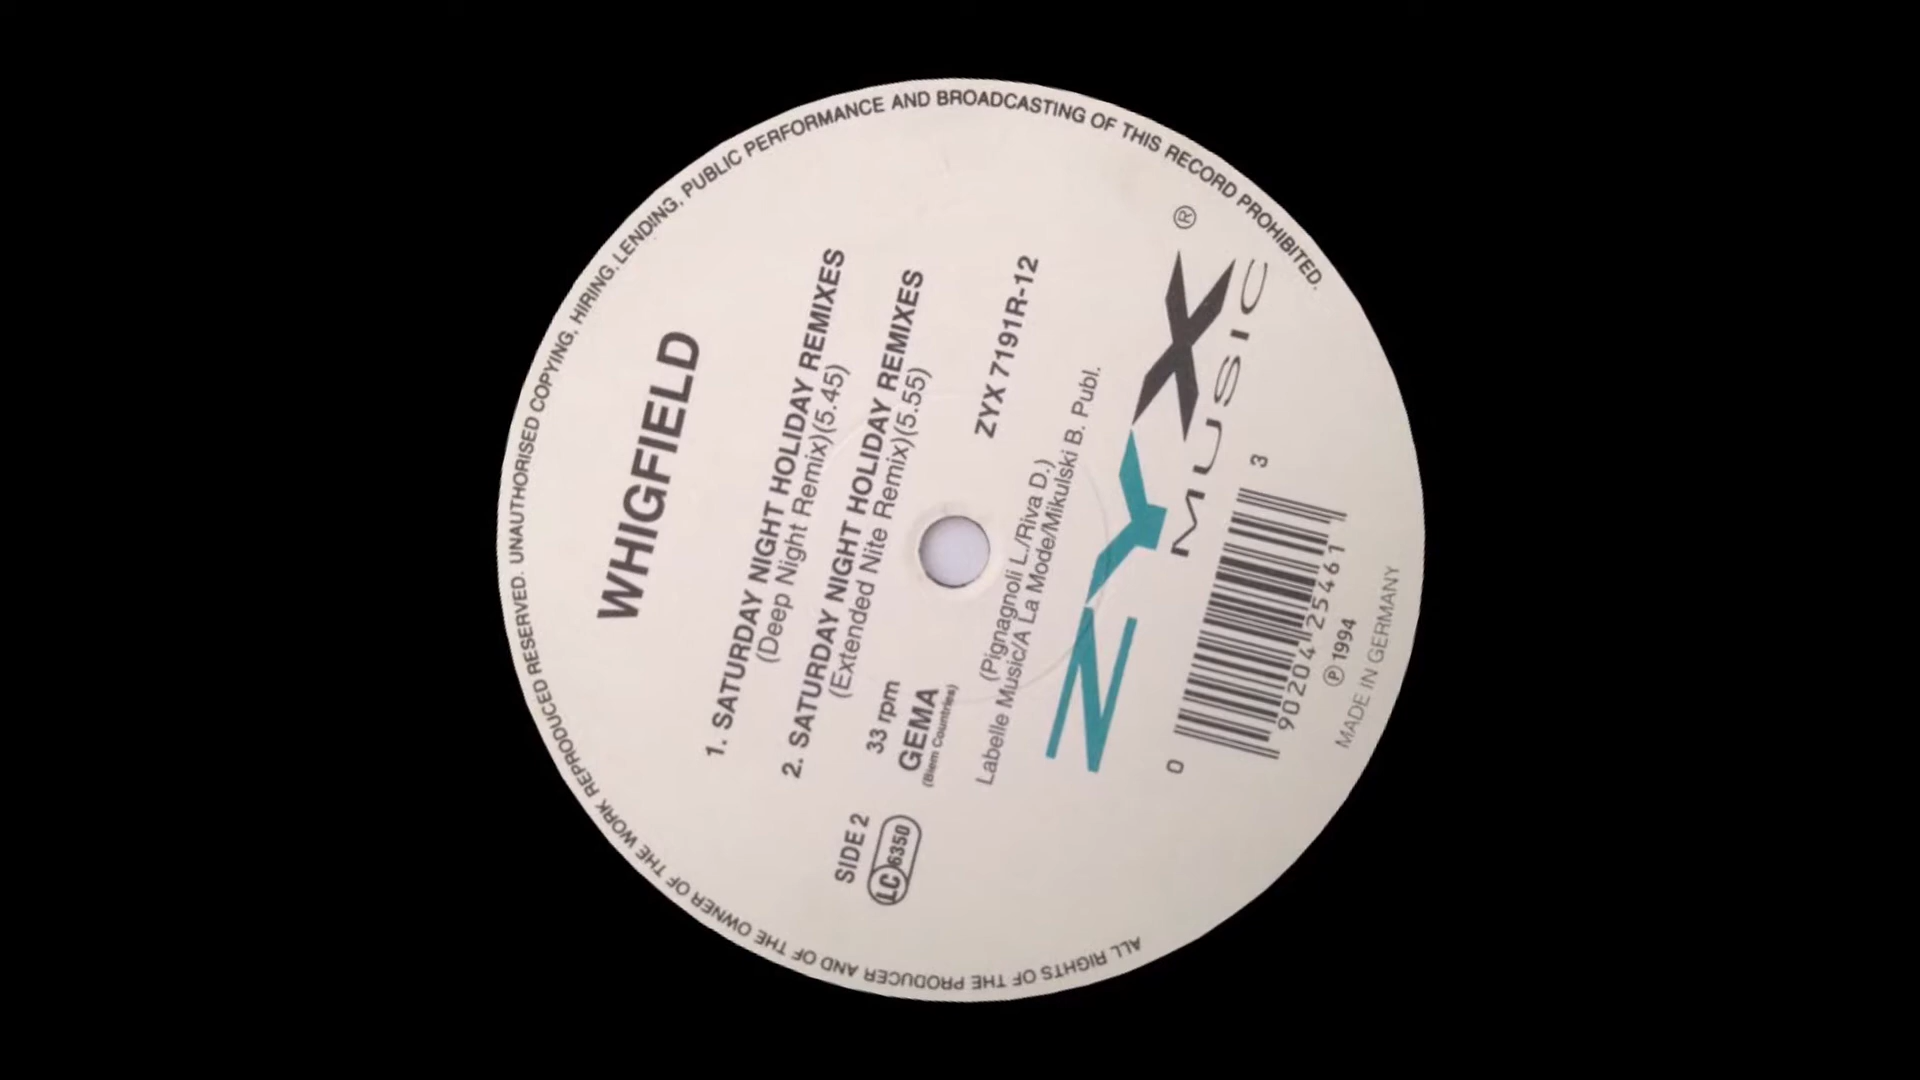 WHIGFIELD
1. SATURDAY NIGHT HOLIDAY REMIXES
(Deep Night Remix)(5.45)
2. SATURDAY NIGHT HOLIDAY REMIXES
(Extended Nite Remix)(5.55)
SIDE 2
33 rpm
LC 6350
GEMA
(Biem Countries)
ZYX 7191R-12
(Pignagnoli L./Riva D.)
Labelle Music/A La Mode/Mikulski B. Publ.
ZYX ®
MUSIC
0 90204 25461 3
℗ 1994
MADE IN GERMANY
ALL RIGHTS OF THE PRODUCER AND OF THE OWNER OF THE WORK REPRODUCED RESERVED. UNAUTHORISED COPYING, HIRING, LENDING, PUBLIC PERFORMANCE AND BROADCASTING OF THIS RECORD PROHIBITED.